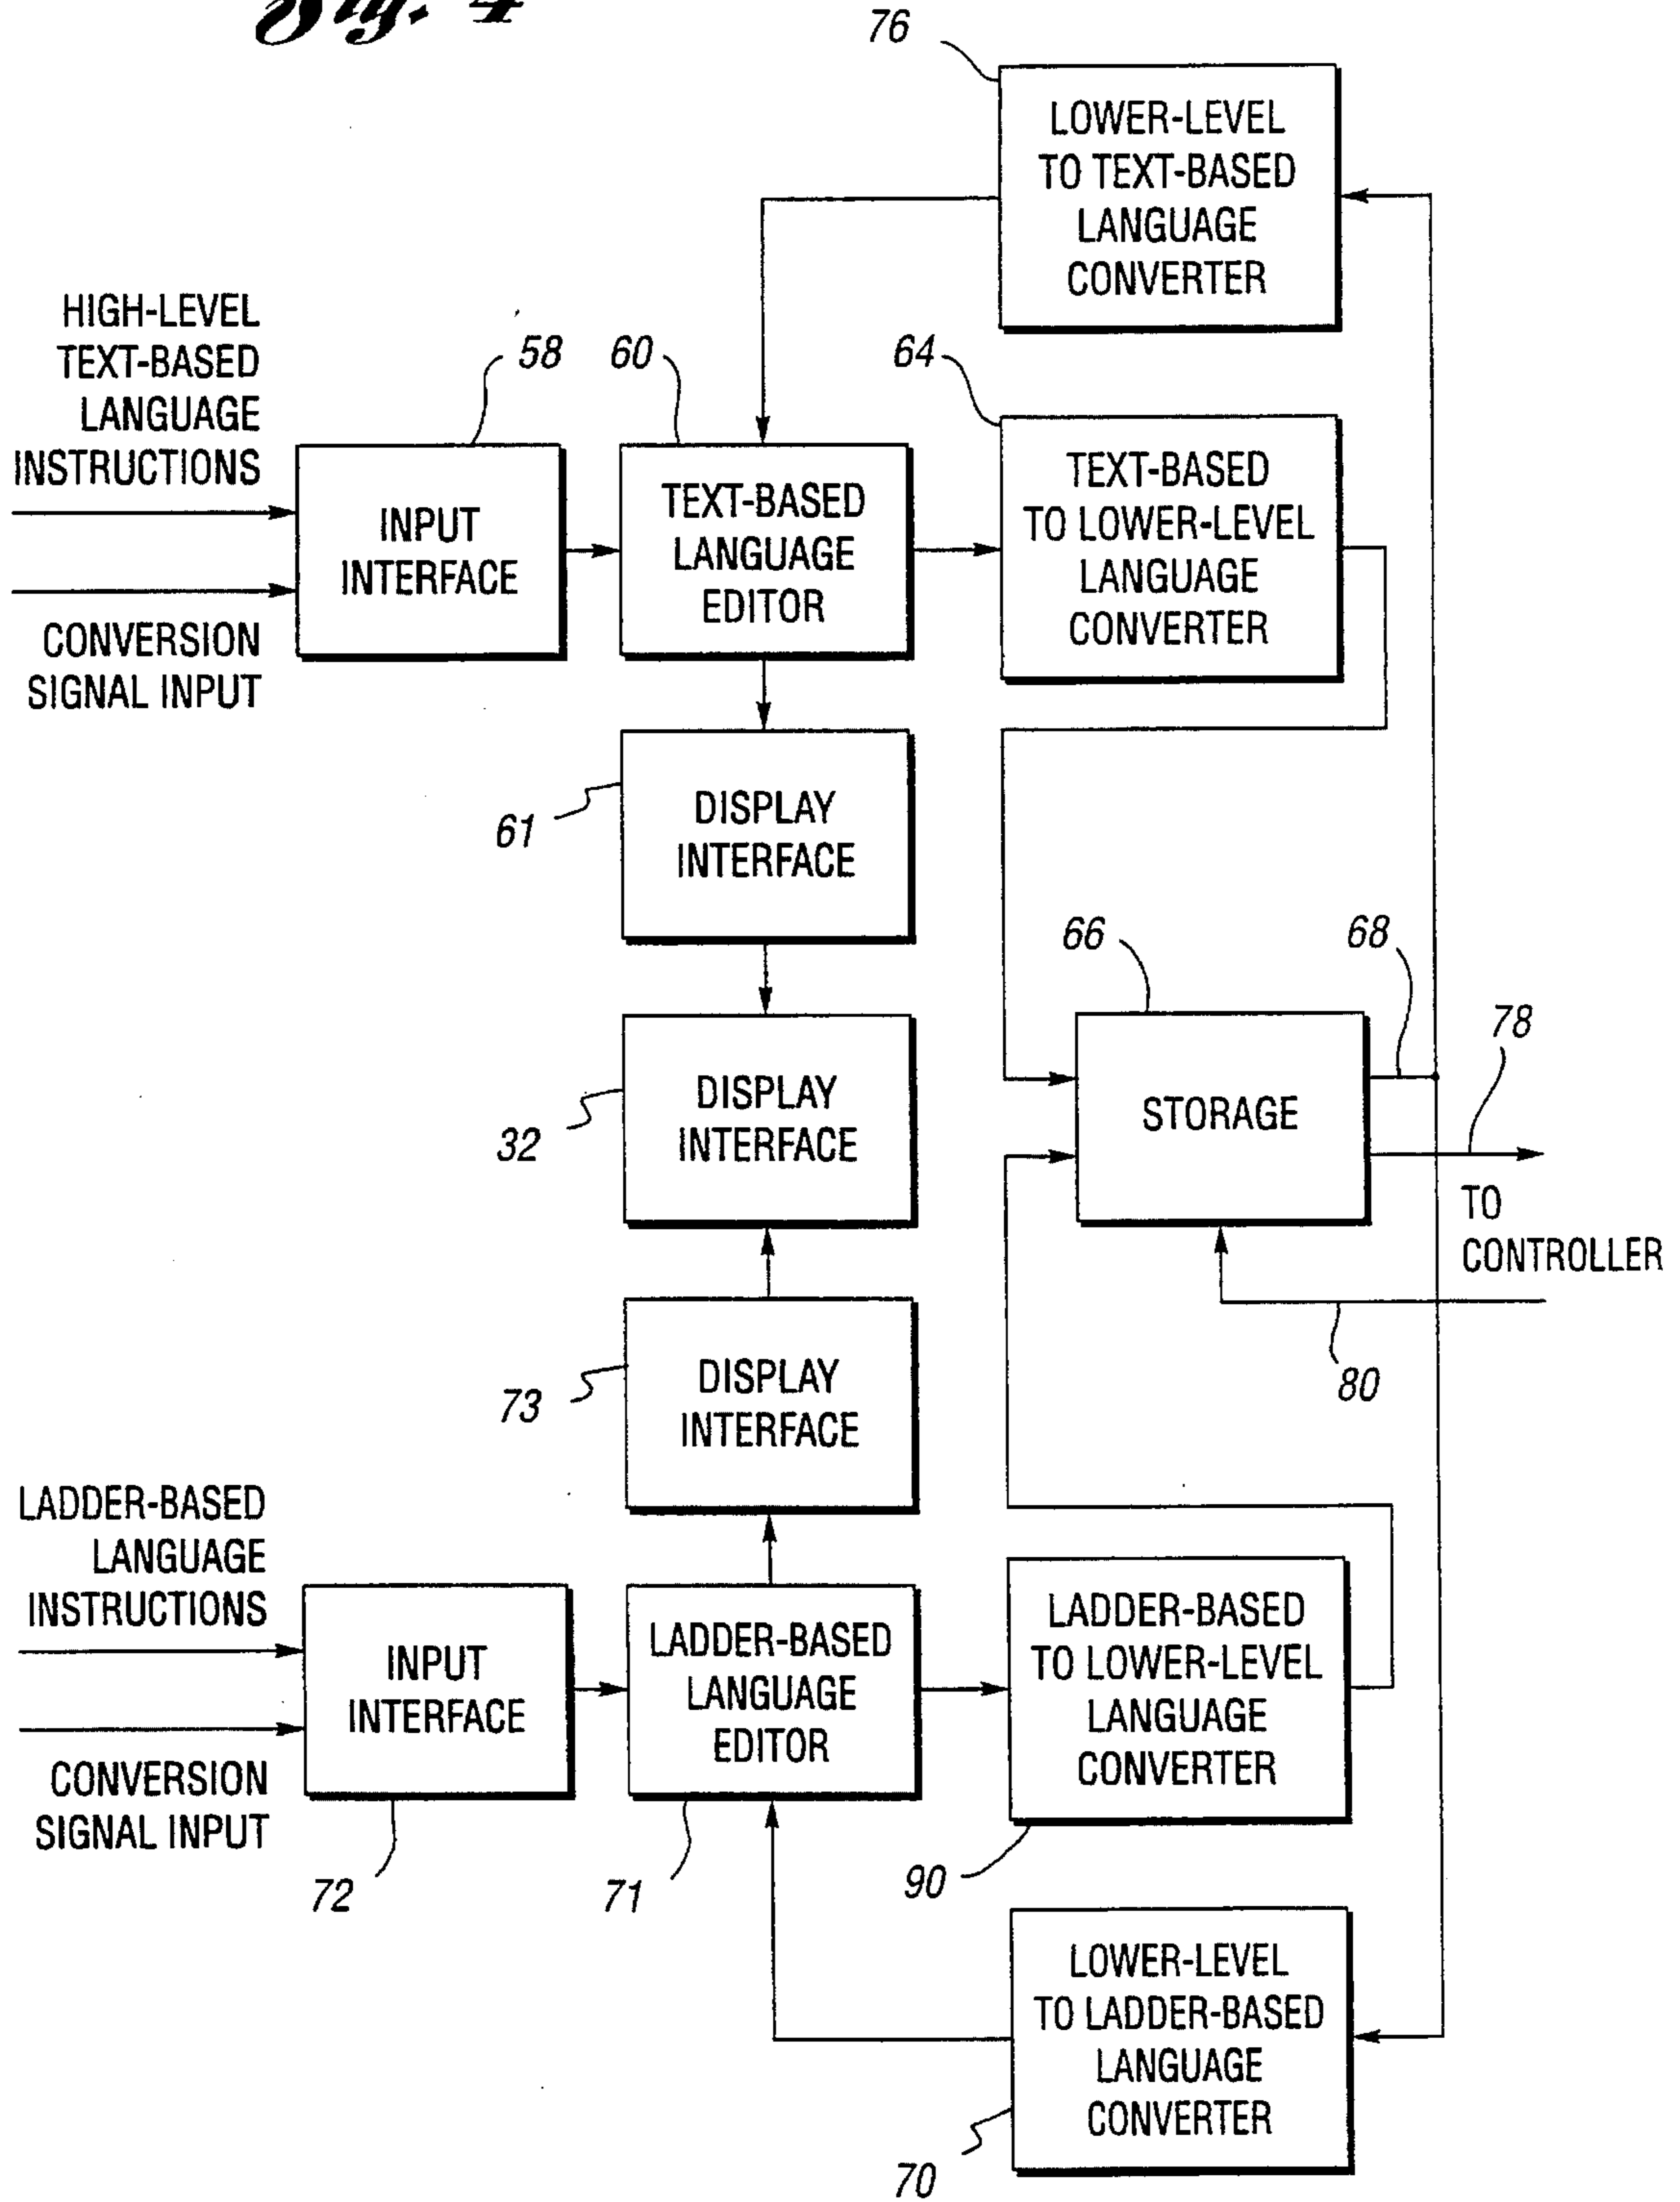 Fig. 4
76
LOWER-LEVEL
TO TEXT-BASED
LANGUAGE
CONVERTER
HIGH-LEVEL
TEXT-BASED
LANGUAGE
INSTRUCTIONS
58
60
64
INPUT
INTERFACE
TEXT-BASED
LANGUAGE
EDITOR
TEXT-BASED
TO LOWER-LEVEL
LANGUAGE
CONVERTER
CONVERSION
SIGNAL INPUT
61
DISPLAY
INTERFACE
66
68
78
32
DISPLAY
INTERFACE
STORAGE
TO
CONTROLLER
73
DISPLAY
INTERFACE
80
LADDER-BASED
LANGUAGE
INSTRUCTIONS
INPUT
INTERFACE
LADDER-BASED
LANGUAGE
EDITOR
LADDER-BASED
TO LOWER-LEVEL
LANGUAGE
CONVERTER
CONVERSION
SIGNAL INPUT
72
71
90
LOWER-LEVEL
TO LADDER-BASED
LANGUAGE
CONVERTER
70